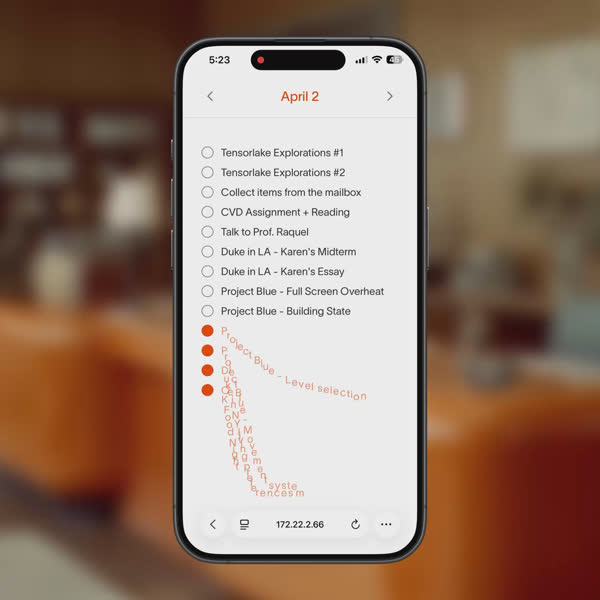 5:23
45
April 2
Tensorlake Explorations #1
Tensorlake Explorations #2
Collect items from the mailbox
CVD Assignment + Reading
Talk to Prof. Raquel
Duke in LA - Karen's Midterm
Duke in LA - Karen's Essay
Project Blue - Full Screen Overheat
Project Blue - Building State
Project Blue - Level selection
172.22.2.66